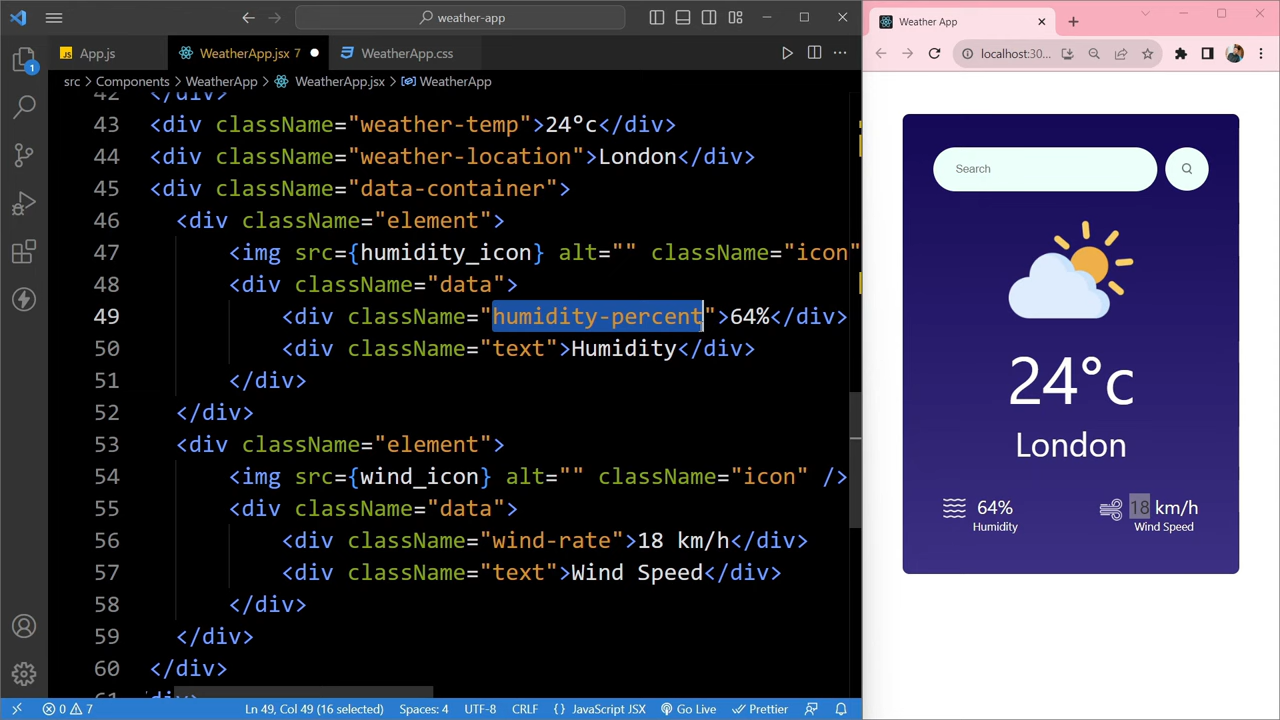 weather-app
App.js
WeatherApp.jsx 7
WeatherApp.css
src > Components > WeatherApp > WeatherApp.jsx > WeatherApp
42 </div>
43 <div className="weather-temp">24°c</div>
44 <div className="weather-location">London</div>
45 <div className="data-container">
46 <div className="element">
47 <img src={humidity_icon} alt="" className="icon"
48 <div className="data">
49 <div className="humidity-percent">64%</div>
50 <div className="text">Humidity</div>
51 </div>
52 </div>
53 <div className="element">
54 <img src={wind_icon} alt="" className="icon" />
55 <div className="data">
56 <div className="wind-rate">18 km/h</div>
57 <div className="text">Wind Speed</div>
58 </div>
59 </div>
60 </div>
61 div>
1
0 7
Ln 49, Col 49 (16 selected)
Spaces: 4
UTF-8
CRLF
{ } JavaScript JSX
Go Live
Prettier
Weather App
localhost:30...
Search
24°c
London
64%
Humidity
18 km/h
Wind Speed